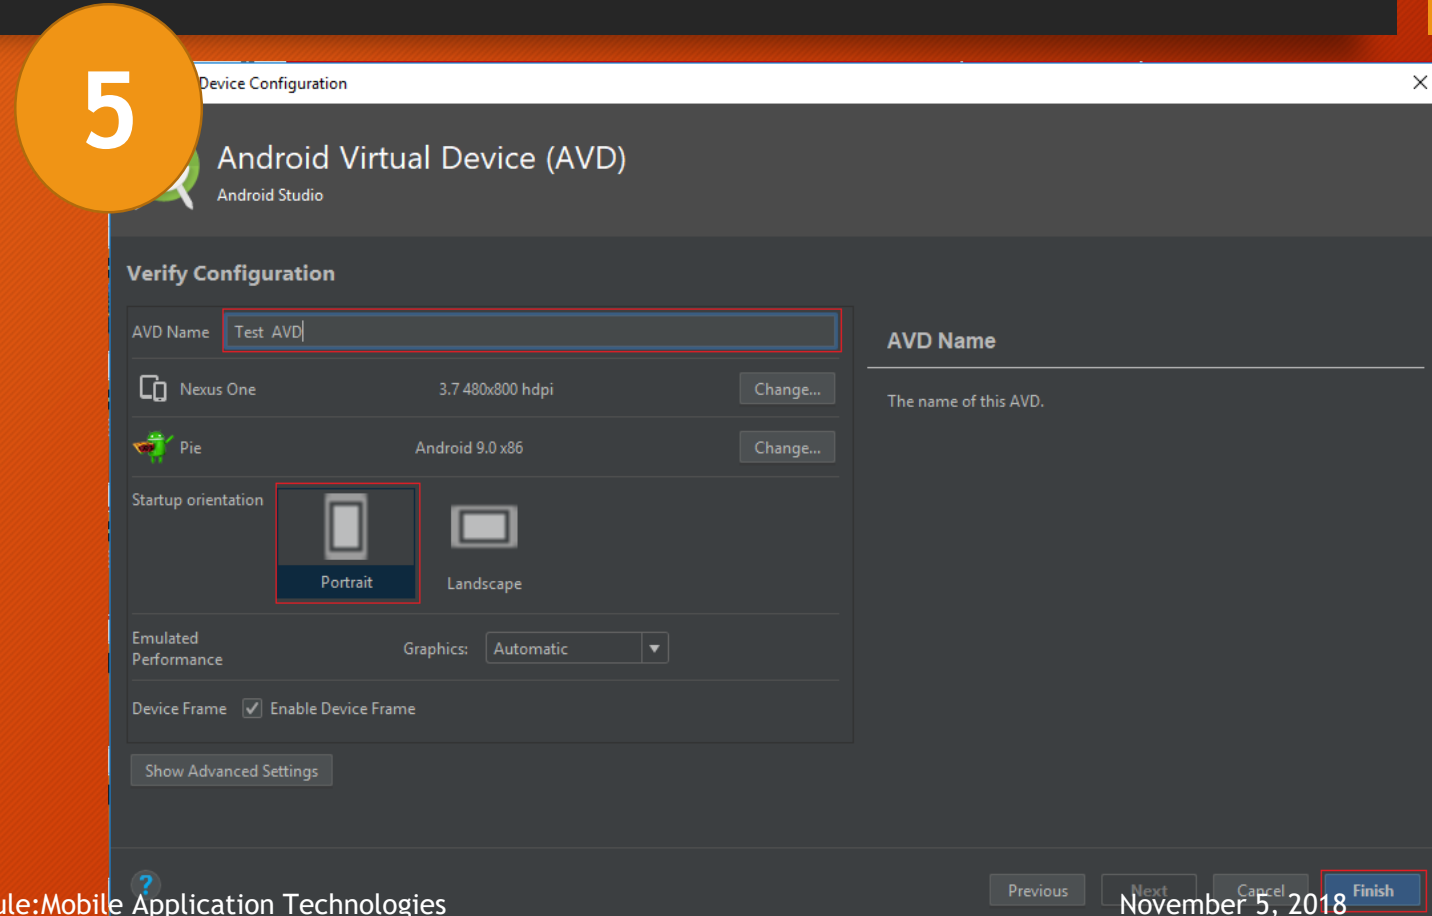 5
Device Configuration
Android Virtual Device (AVD)
Android Studio
Verify Configuration
AVD Name Test AVD
Nexus One 3.7 480x800 hdpi Change...
Pie Android 9.0 x86 Change...
Startup orientation
Portrait Landscape
Emulated
Performance
Graphics: Automatic
Device Frame Enable Device Frame
Show Advanced Settings
AVD Name
The name of this AVD.
?
Previous Next Cancel Finish
ule:Mobile Application Technologies
November 5, 2018